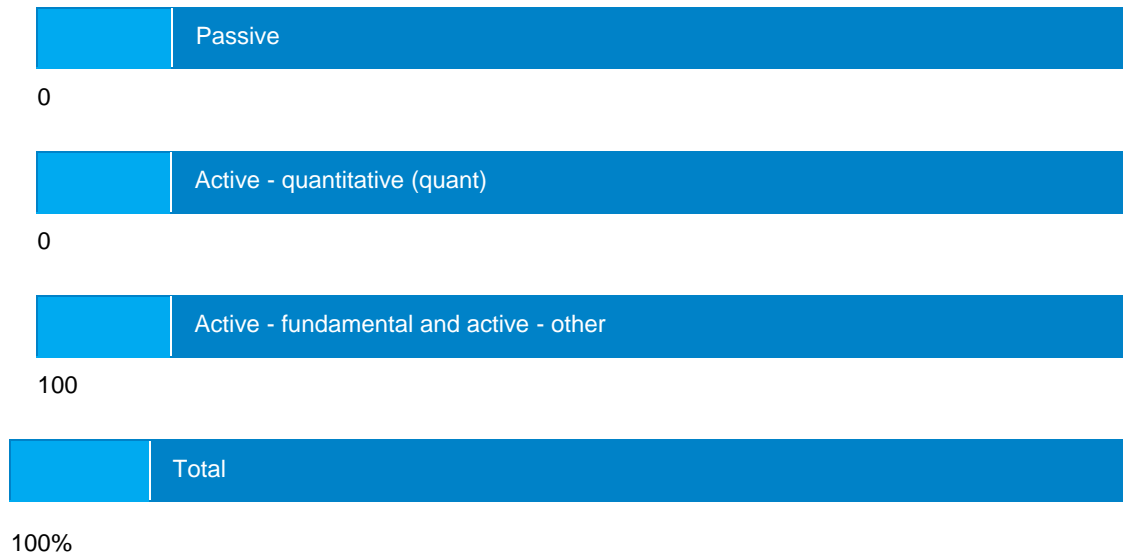 Passive
0
Active - quantitative (quant)
0
Active - fundamental and active - other
100
Total
100%